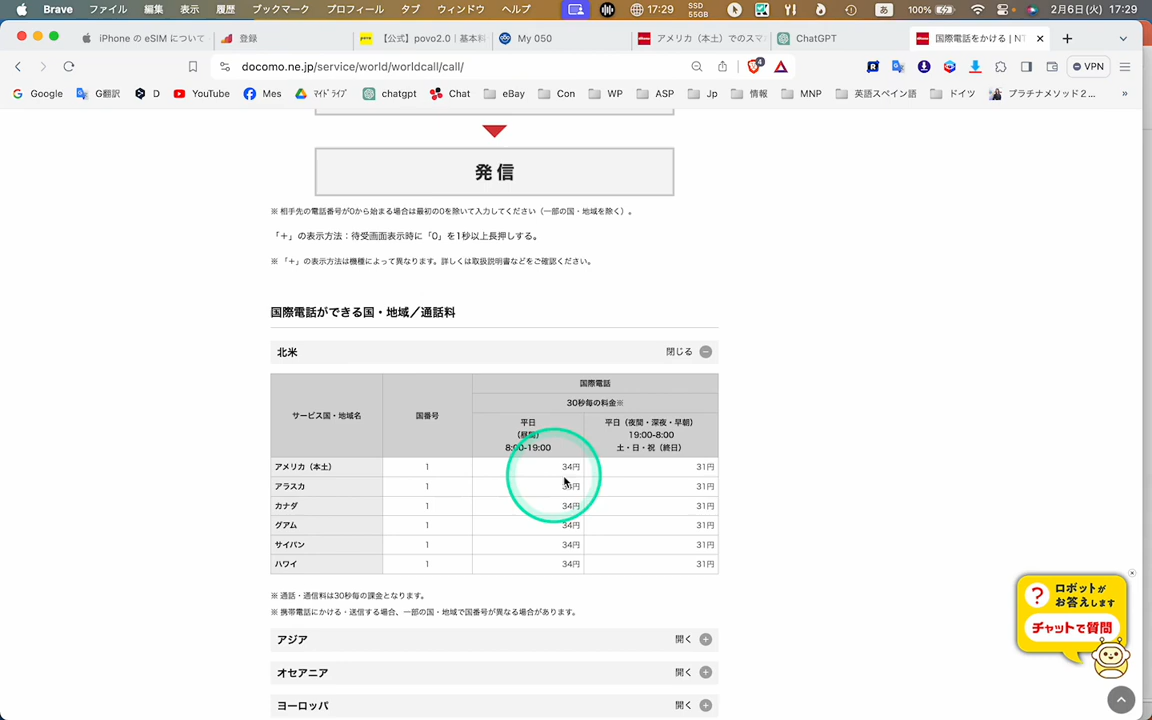 Brave ファイル 編集 表示 履歴 ブックマーク プロフィール タブ ウィンドウ ヘルプ 17:29 SSD 55GB あ 100% 2月6日(火) 17:29
iPhone の eSIM について 登録 【公式】povo2.0｜基本料 My 050 アメリカ（本土）でのスマ ChatGPT 国際電話をかける | NT
docomo.ne.jp/service/world/worldcall/call/ 4 VPN
Google G翻訳 D YouTube Mes ﾏｲﾄﾞﾗｲﾌﾞ chatgpt Chat eBay Con WP ASP Jp 情報 MNP 英語スペイン語 ドイツ プラチナメソッド２... »
発信
※ 相手先の電話番号が0から始まる場合は最初の0を除いて入力してください（一部の国・地域を除く）。
「＋」の表示方法：待受画面表示時に「0」を1秒以上長押しする。
※ 「＋」の表示方法は機種によって異なります。詳しくは取扱説明書などをご確認ください。
国際電話ができる国・地域／通話料
北米 閉じる
サービス国・地域名 国番号 国際電話
30秒毎の料金※
平日 （昼間） 8:00-19:00
平日（夜間・深夜・早朝） 19:00-8:00 土・日・祝（終日）
アメリカ（本土） 1 34円 31円
アラスカ 1 34円 31円
カナダ 1 34円 31円
グアム 1 34円 31円
サイパン 1 34円 31円
ハワイ 1 34円 31円
※ 通話・通信料は30秒毎の課金となります。
※ 携帯電話にかける・送信する場合、一部の国・地域で国番号が異なる場合があります。
アジア 開く
オセアニア 開く
ヨーロッパ 開く
? ロボットが
お答えします
チャットで質問